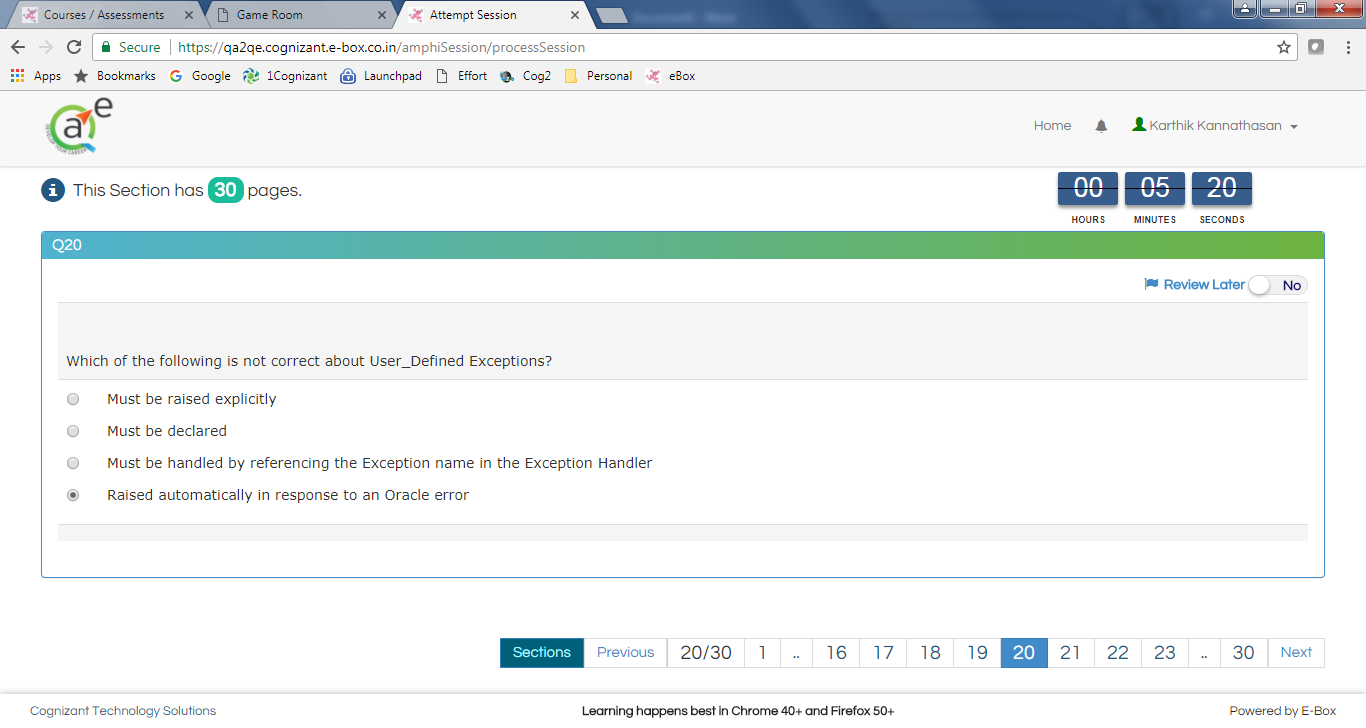 Courses / Assessments
Game Room
Attempt Session
Secure
https://qa2qe.cognizant.e-box.co.in/amphiSession/processSession
Apps
Bookmarks
Google
1Cognizant
Launchpad
Effort
Cog2
Personal
eBox
a e
Home
Karthik Kannathasan
This Section has 30 pages.
00 05 20
HOURS MINUTES SECONDS
Q20
Review Later No
Which of the following is not correct about User_Defined Exceptions?
Must be raised explicitly
Must be declared
Must be handled by referencing the Exception name in the Exception Handler
Raised automatically in response to an Oracle error
Sections Previous 20/30 1 .. 16 17 18 19 20 21 22 23 .. 30 Next
Cognizant Technology Solutions
Learning happens best in Chrome 40+ and Firefox 50+
Powered by E-Box